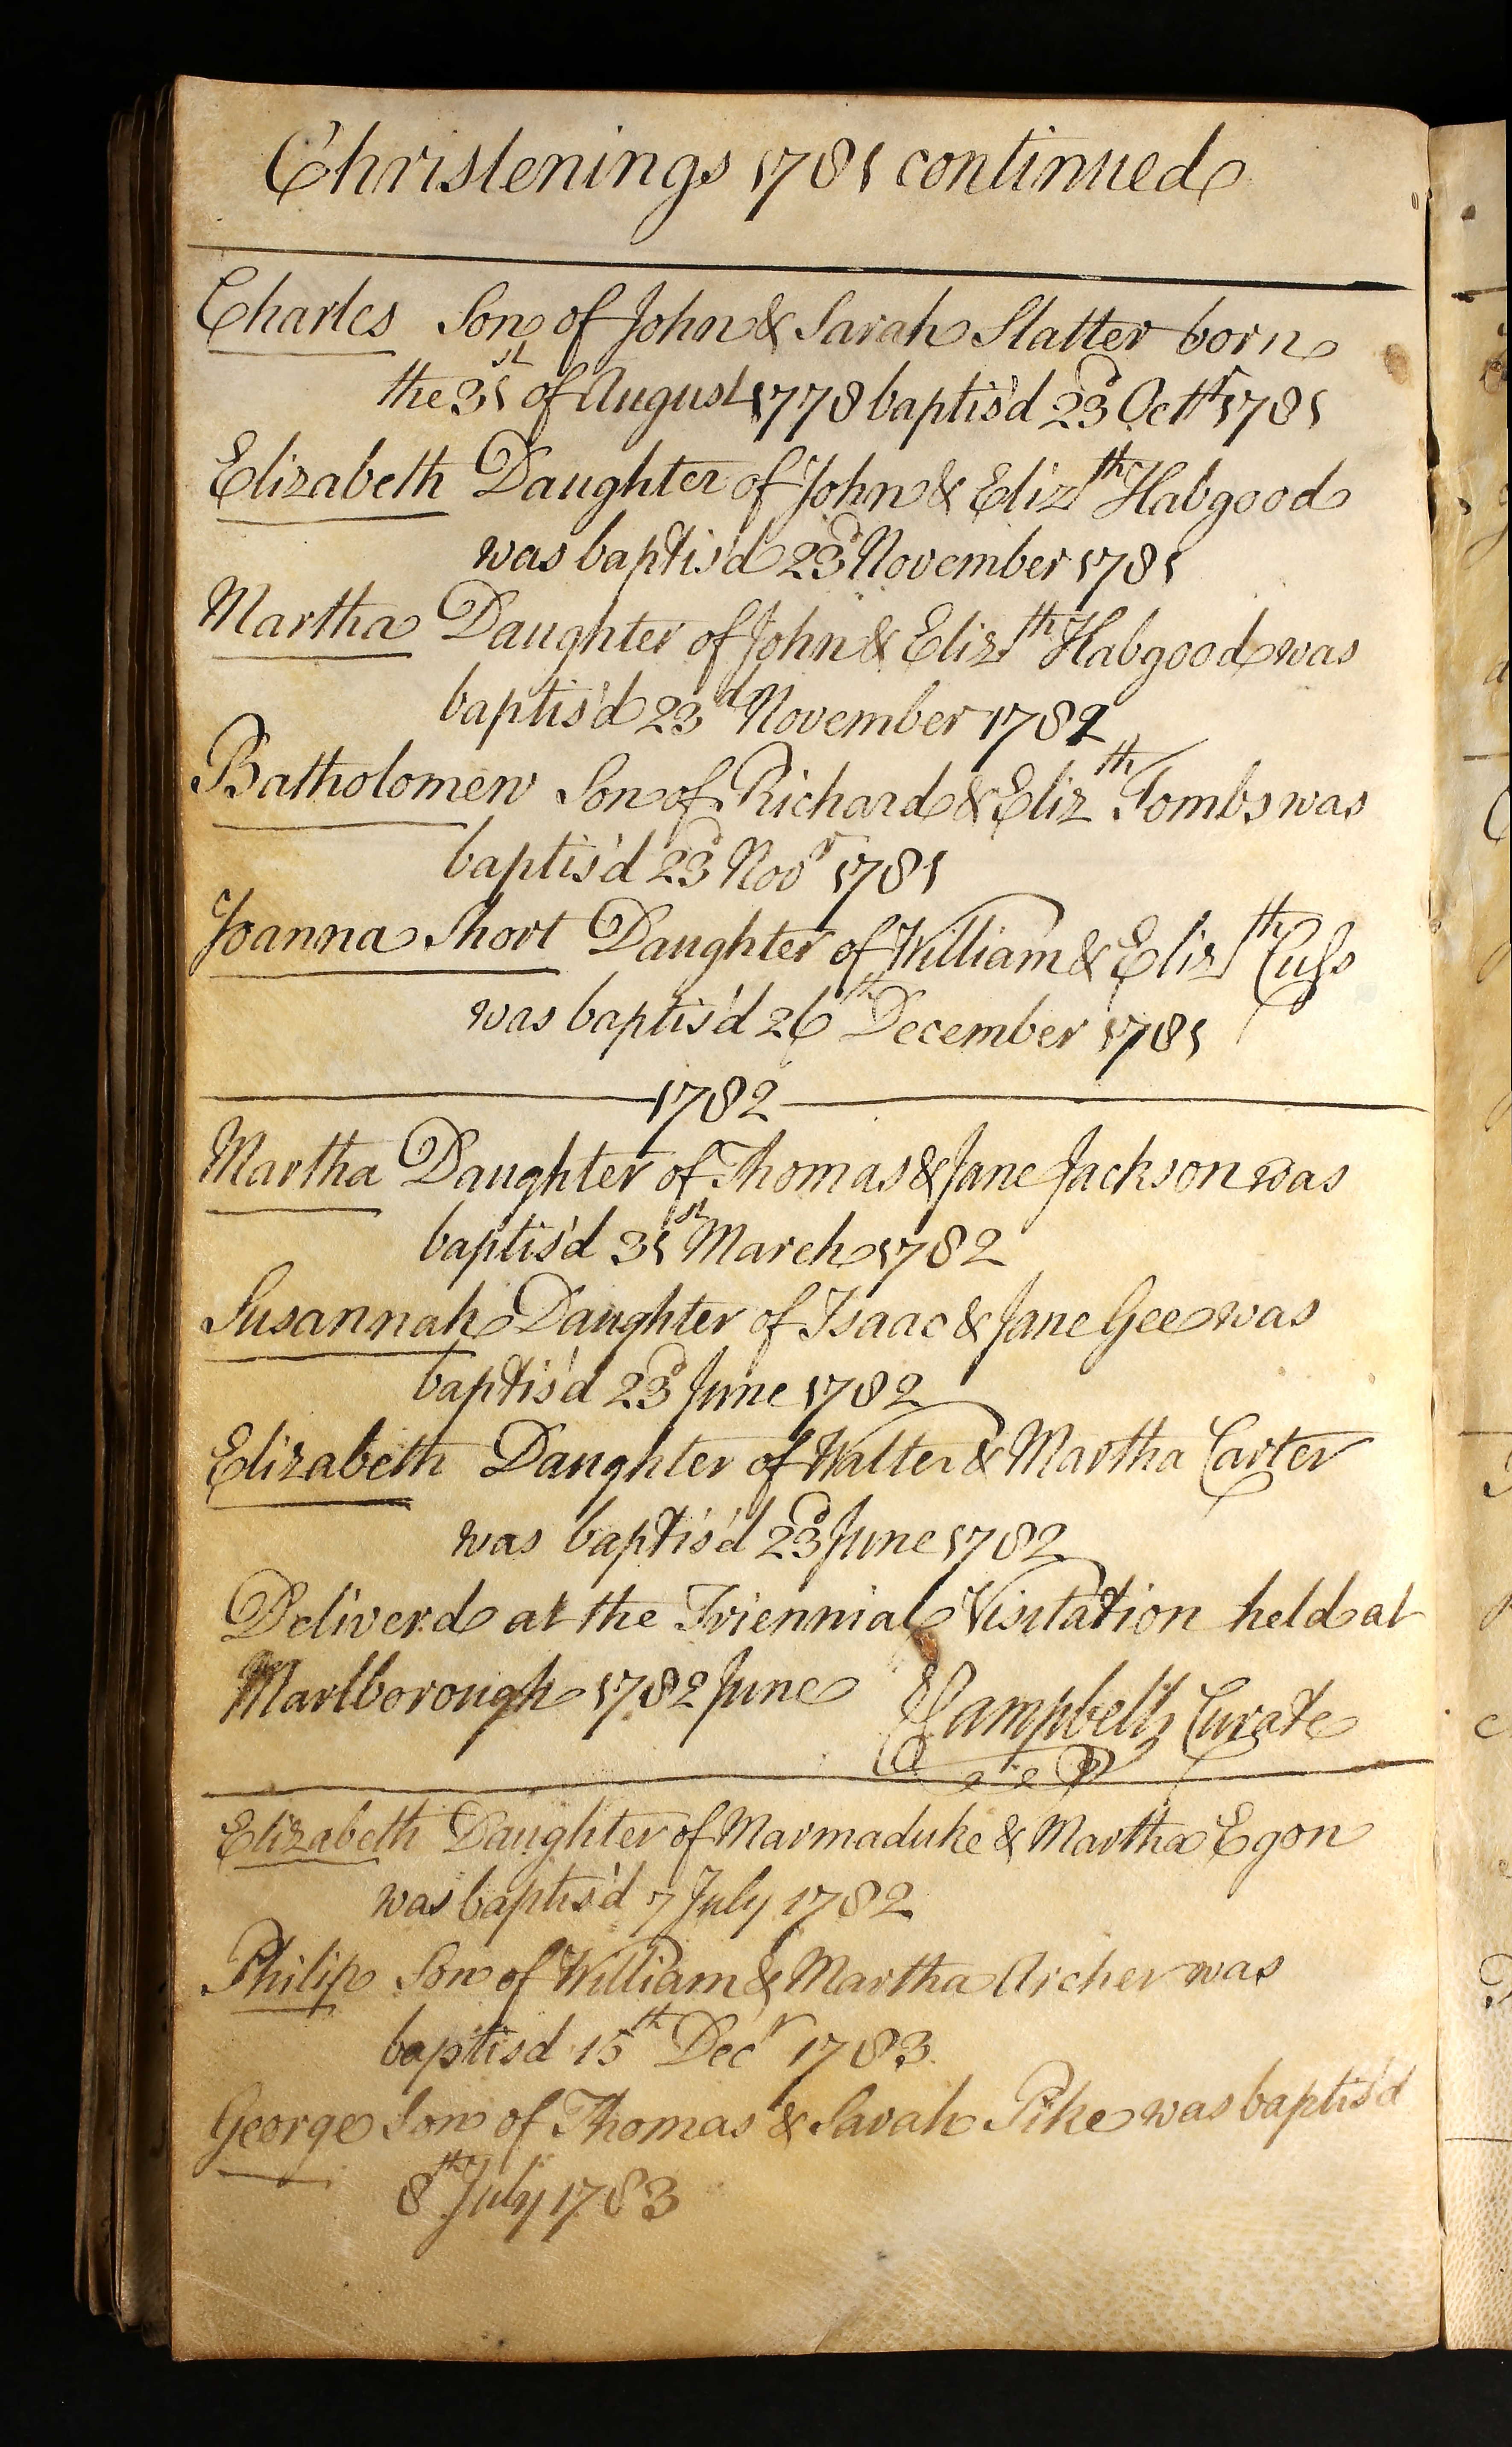 Christenings 1781 continued
Charles Son of John & Sarah Slatter born
the 31st of August 1778 baptis'd 23d Octr 1781
Elizabeth Daughter of John & Elizth Habgood
was baptis'd 23d November 1781
Martha Daughter of John & Elizth Habgood was
baptis'd 23d November 1782
Batholomew Son of Richard & Elizth Tombs was
baptis'd 23d Novr 1781
Joanna Short Daughter of William & Elizth Cuss
was baptis'd 26th December 1781
1782
Martha Daughter of Thomas & Jane Jackson was
baptis'd 31st March 1782
Susannah Daughter of Isaac & Jane Gee was
baptis'd 23d June 1782
Elizabeth Daughter of Walter & Martha Carter
was baptis'd 23d June 1782
Deliver'd at the Triennial Visitation held at
Marlborough 1782 June Campbell Curate
Elizabeth Daughter of Marmaduke & Martha Egon
was baptis'd 7 July 1782
Philip Son of William & Martha Archer was
baptisd 15th Decr 1783.
George Son of Thomas & Sarah Pike was baptis'd
8th July 1783